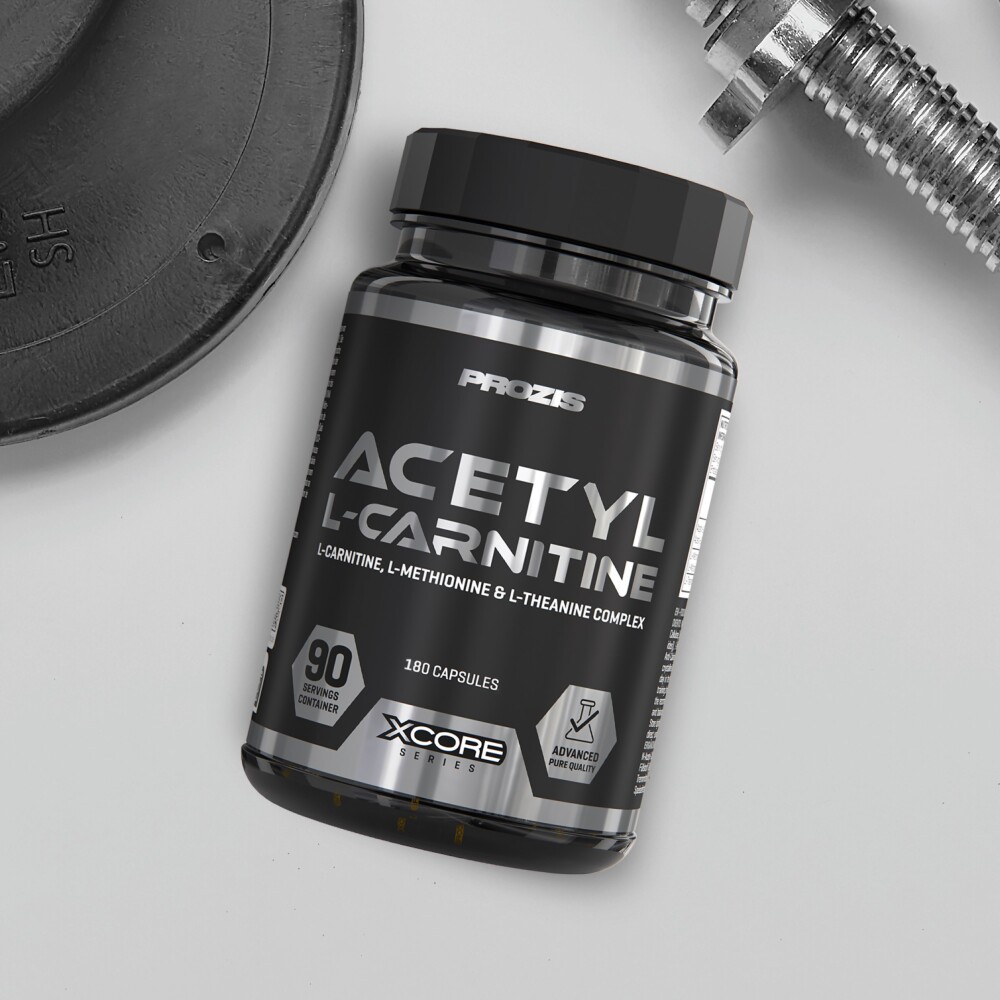 HS
PROZIS
ACETYL
L-CARNITINE
L-CARNITINE, L-METHIONINE & L-THEANINE COMPLEX
180 CAPSULES
90
SERVINGS
CONTAINER
XCORE
SERIES
ADVANCED
PURE QUALITY